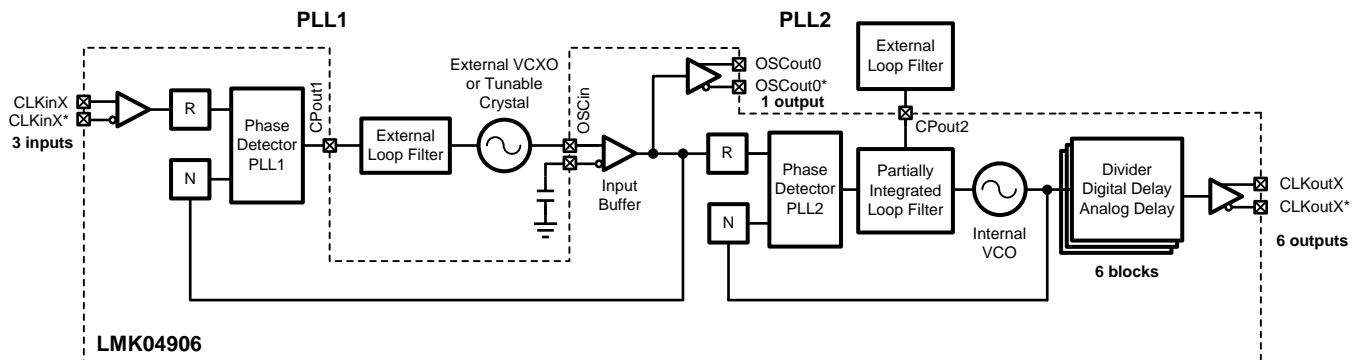 PLL1
PLL2
CLKinX
CLKinX*
3 inputs
R
N
Phase
Detector
PLL1
CPout1
External
Loop Filter
External VCXO
or Tunable
Crystal
OSCin
Input
Buffer
OSCout0
OSCout0*
1 output
External
Loop Filter
CPout2
R
N
Phase
Detector
PLL2
Partially
Integrated
Loop Filter
Internal
VCO
Divider
Digital Delay
Analog Delay
6 blocks
CLKoutX
CLKoutX*
6 outputs
LMK04906